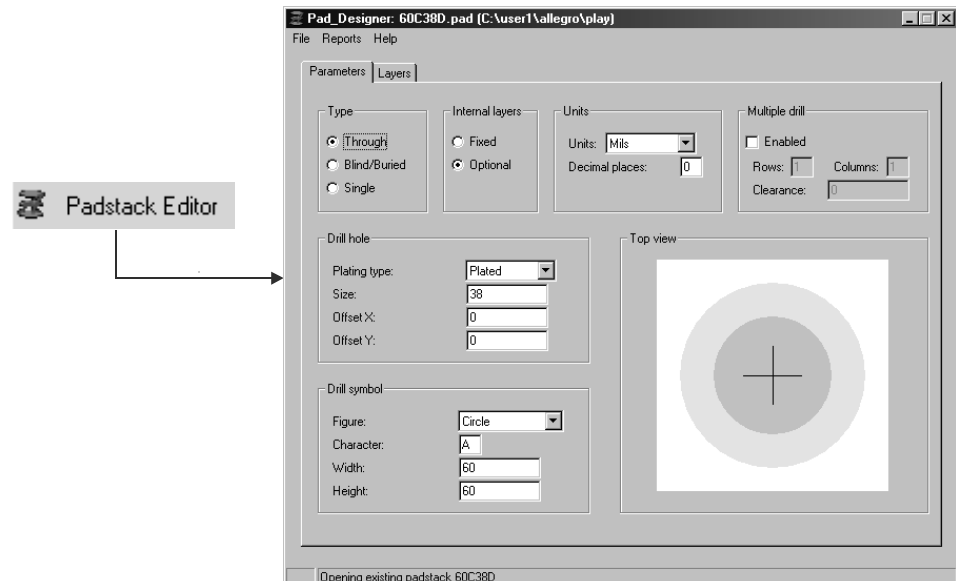 Pad_Designer: 60C38D.pad (C:\user1\allegro\play)
File Reports Help
Parameters Layers
Type
Through
Blind/Buried
Single
Internal layers
Fixed
Optional
Units
Units: Mils
Decimal places: 0
Multiple drill
Enabled
Rows: 1 Columns: 1
Clearance: 0
Padstack Editor
Drill hole
Plating type: Plated
Size: 38
Offset X: 0
Offset Y: 0
Top view
Drill symbol
Figure: Circle
Character: A
Width: 60
Height: 60
Opening existing padstack 60C38D